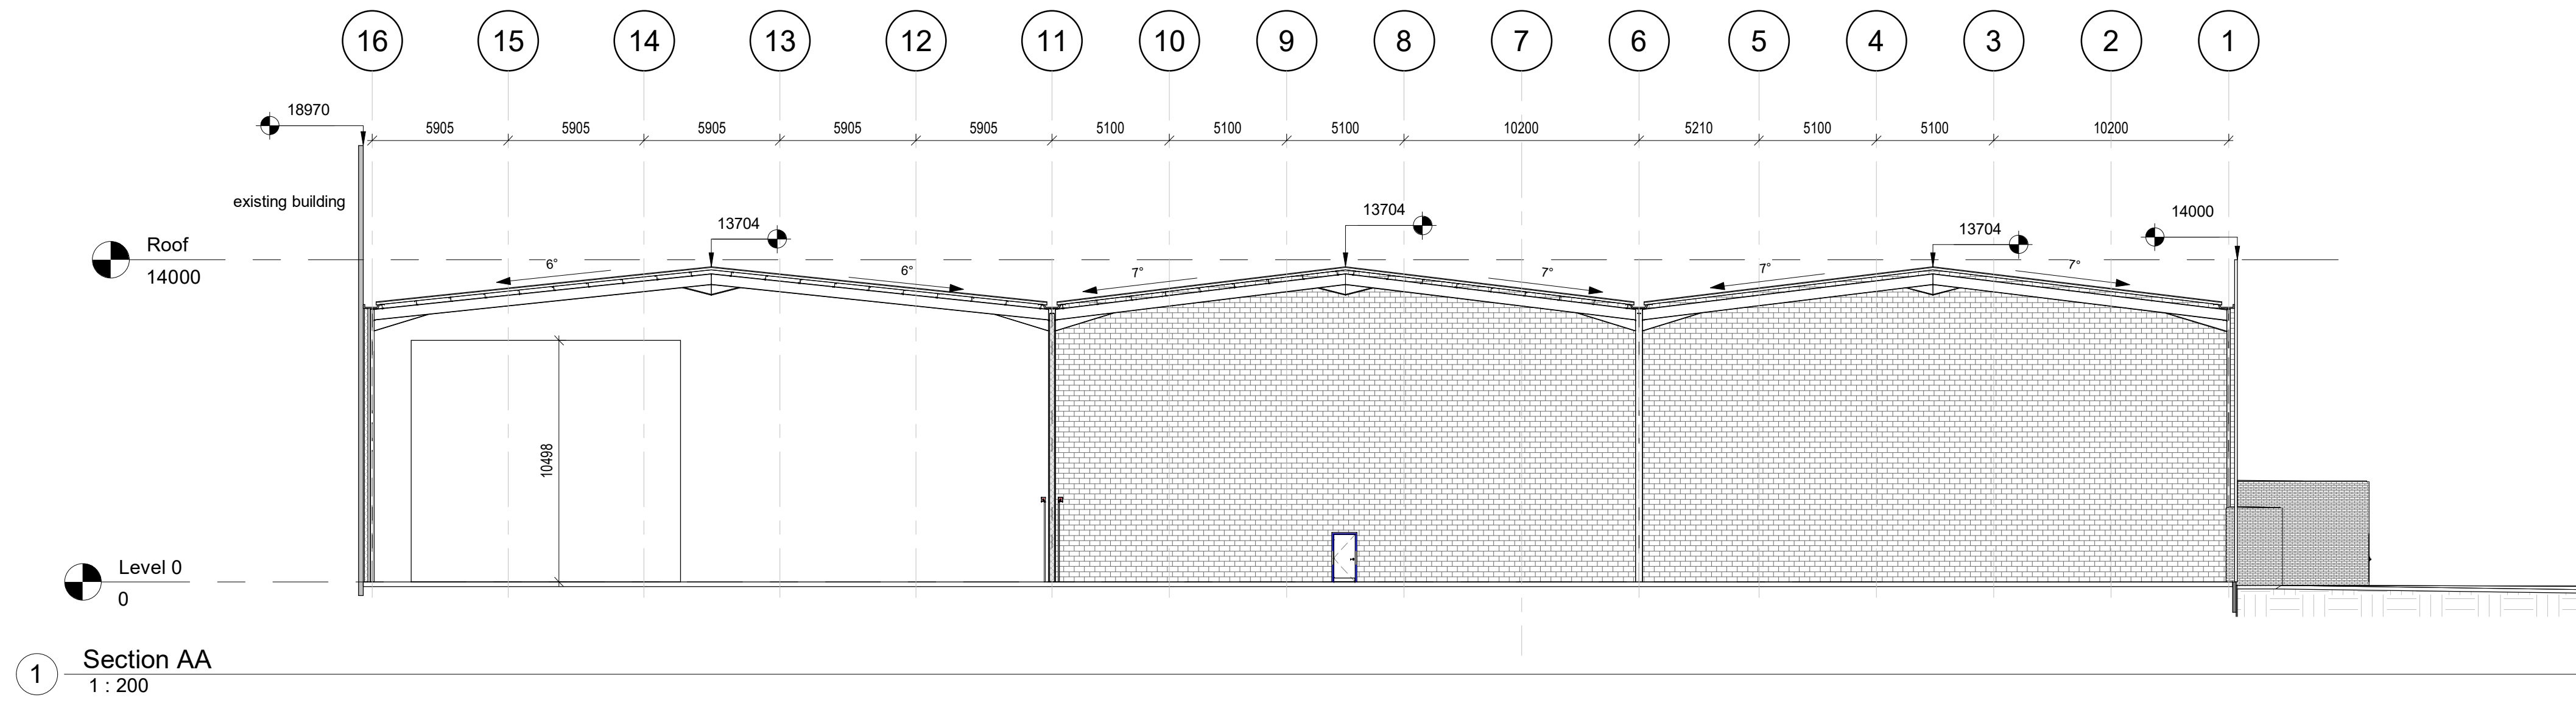 16 15 14 13 12 11 10 9 8 7 6 5 4 3 2 1
18970
5905 5905 5905 5905 5905 5100 5100 5100 10200 5210 5100 5100 10200
existing building
13704 13704 13704 14000
Roof
14000
6° 6° 7° 7° 7° 7°
10498
Level 0
0
1 Section AA
1 : 200